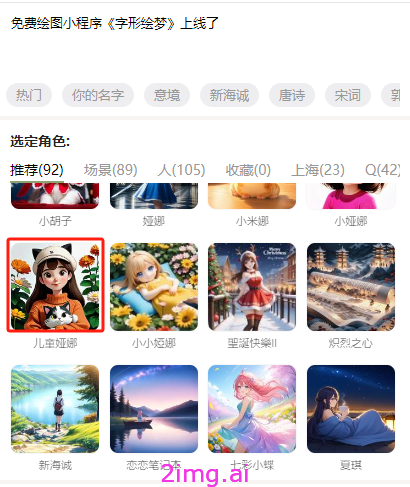 免费绘图小程序《字形绘梦》上线了
热门 你的名字 意境 新海诚 唐诗 宋词 郭
选定角色:
推荐(92) 场景(89) 人(105) 收藏(0) 上海(23) Q(42)
小胡子 娅娜 小米娜 小娅娜
Merry Christmas
儿童娅娜 小小娅娜 聖誕快樂II 炽烈之心
新海诚 恋恋笔记本 七彩小蝶 夏琪
2img.ai